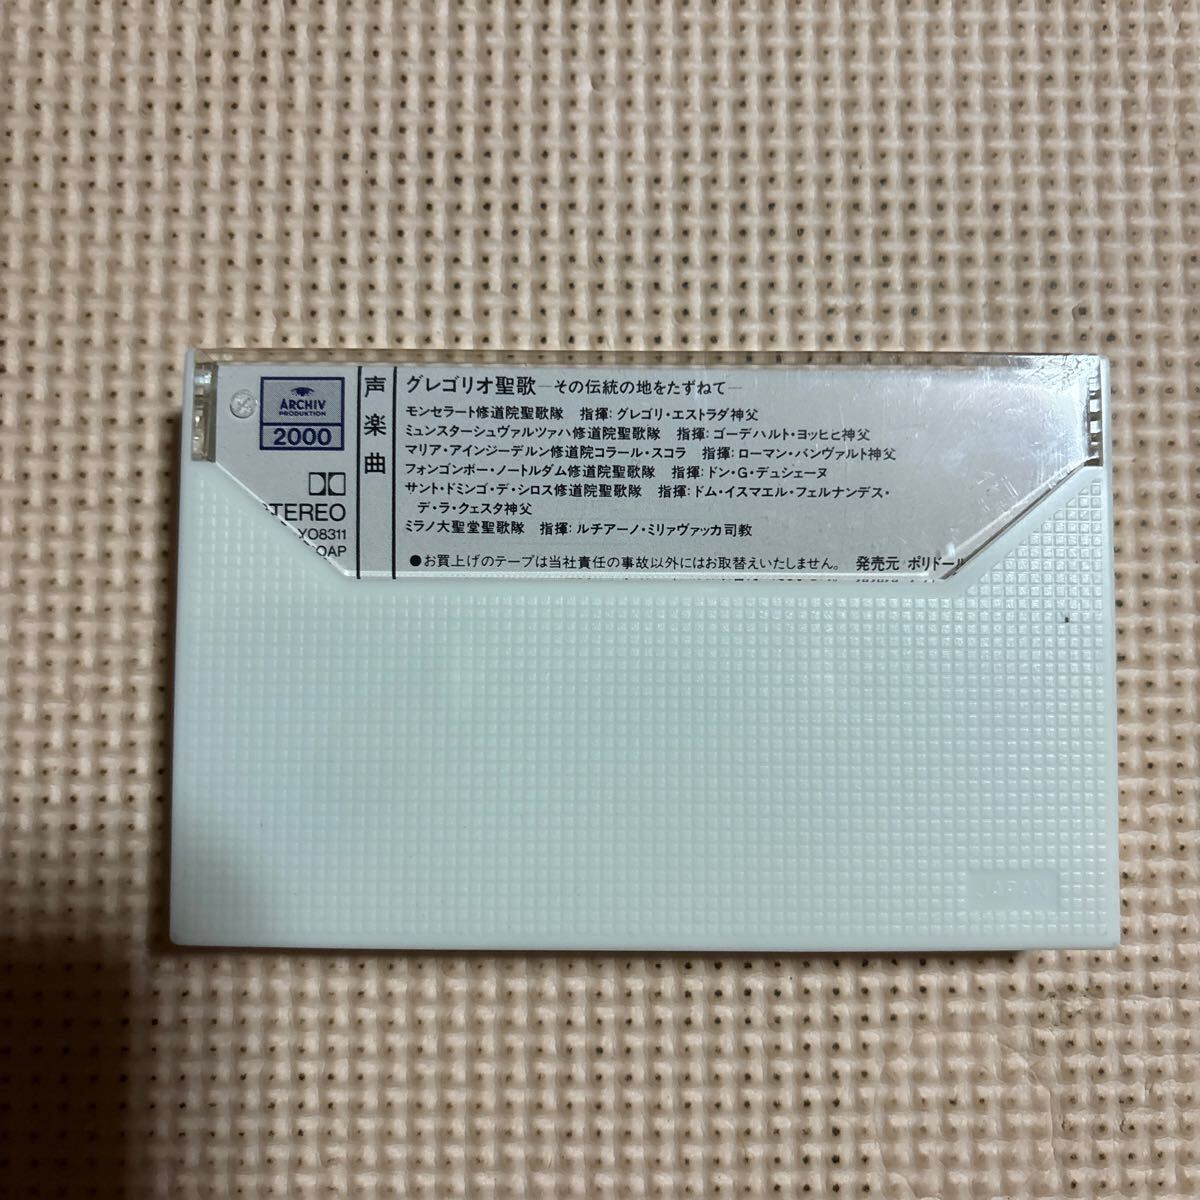 ARCHIV
PRODUKTION
2000
STEREO
YO8311
声楽曲
グレゴリオ聖歌—その伝統の地をたずねて—
モンセラート修道院聖歌隊 指揮:グレゴリ・エストラダ神父
ミュンスターシュヴァルツァハ修道院聖歌隊 指揮:ゴーデハルト・ヨッヒヒ神父
マリア・アインジーデルン修道院コラール・スコラ 指揮:ローマン・バンヴァルト神父
フォンゴンボー・ノートルダム修道院聖歌隊 指揮:ドン・G・デュシェーヌ
サント・ドミンゴ・デ・シロス修道院聖歌隊 指揮:ドム・イスマエル・フェルナンデス・
デ・ラ・クェスタ神父
ミラノ大聖堂聖歌隊 指揮:ルチアーノ・ミリァヴァッカ司教
●お買上げのテープは当社責任の事故以外にはお取替えいたしません。 発売元 ポリドール
JAPAN